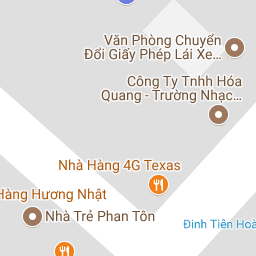 Văn Phòng Chuyển
Đổi Giấy Phép Lái Xe...
Công Ty Tnhh Hóa
Quang - Trường Nhạc...
Nhà Hàng 4G Texas
Hàng Hương Nhật
Nhà Trẻ Phan Tôn
Đinh Tiên Hoà